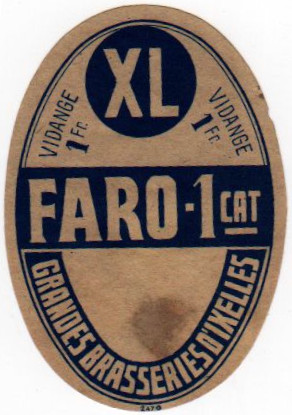 XL
VIDANGE
1 Fr.
VIDANGE
1 Fr.
FARO-1 CAT
GRANDES BRASSERIES D'IXELLES